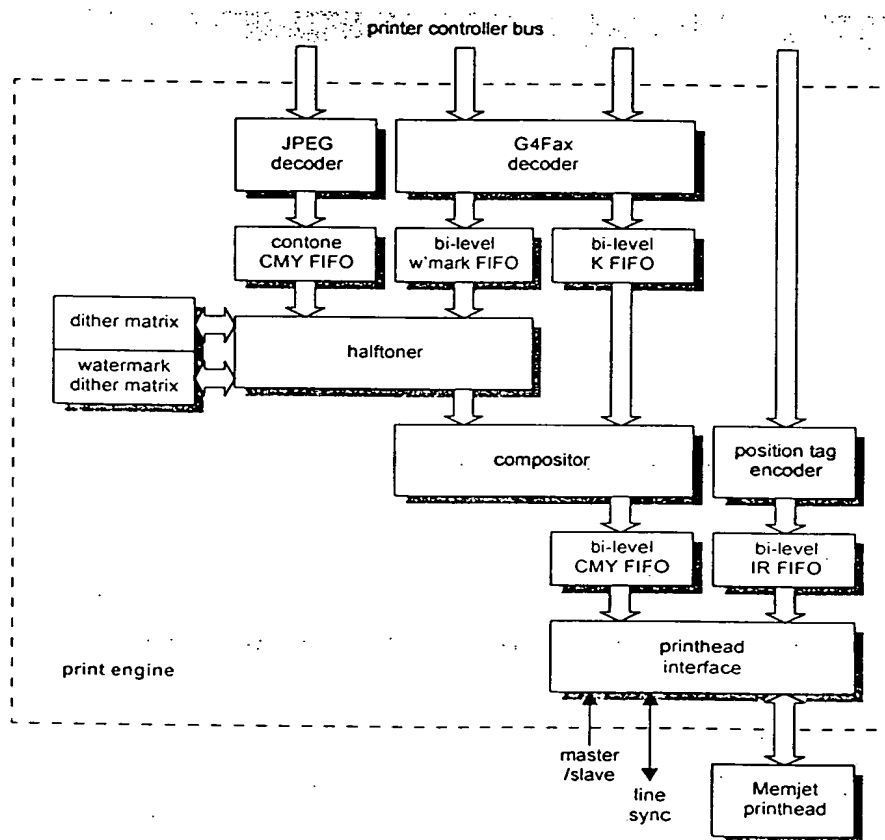 printer controller bus
JPEG
decoder
G4Fax
decoder
contone
CMY FIFO
bi-level
w'mark FIFO
bi-level
K FIFO
dither matrix
watermark
dither matrix
halftoner
compositor
position tag
encoder
bi-level
CMY FIFO
bi-level
IR FIFO
printhead
interface
print engine
master
/slave
line
sync
Memjet
printhead